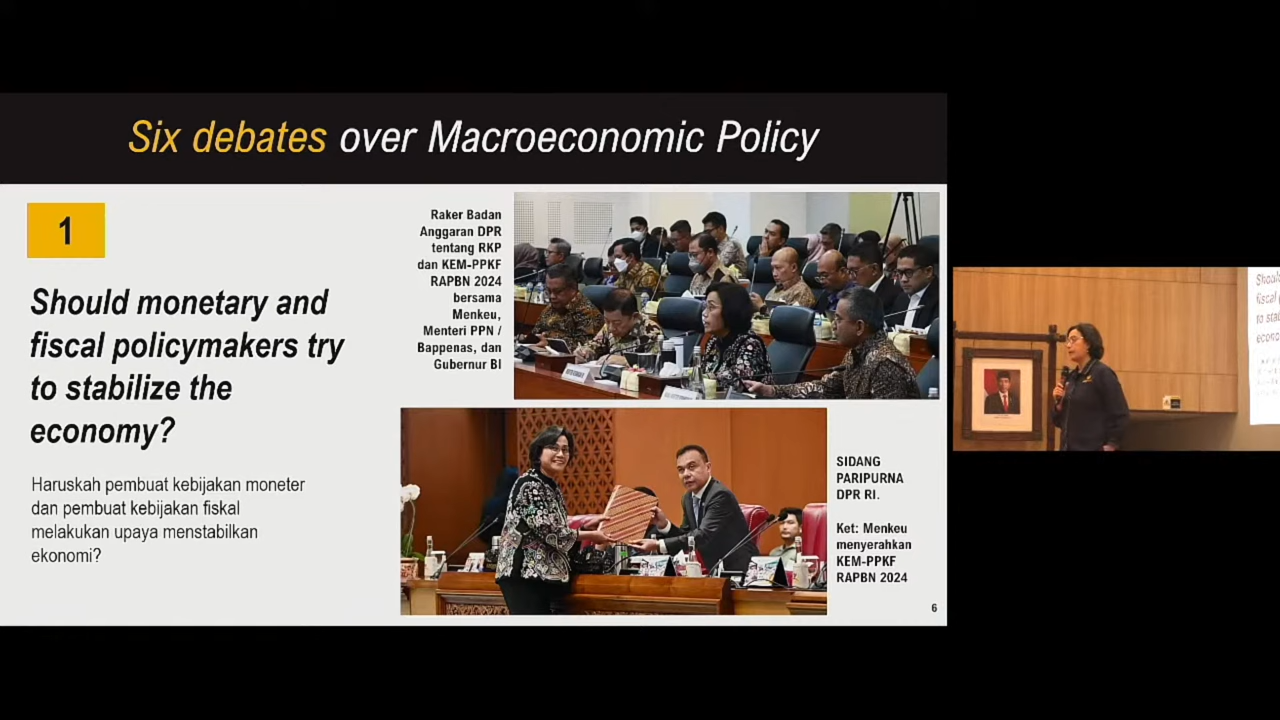 Six debates over Macroeconomic Policy
1
Should monetary and
fiscal policymakers try
to stabilize the
economy?
Haruskah pembuat kebijakan moneter
dan pembuat kebijakan fiskal
melakukan upaya menstabilkan
ekonomi?
Raker Badan
Anggaran DPR
tentang RKP
dan KEM-PPKF
RAPBN 2024
bersama
Menkeu,
Menteri PPN /
Bappenas, dan
Gubernur BI
SIDANG
PARIPURNA
DPR RI.
Ket: Menkeu
menyerahkan
KEM-PPKF
RAPBN 2024
6